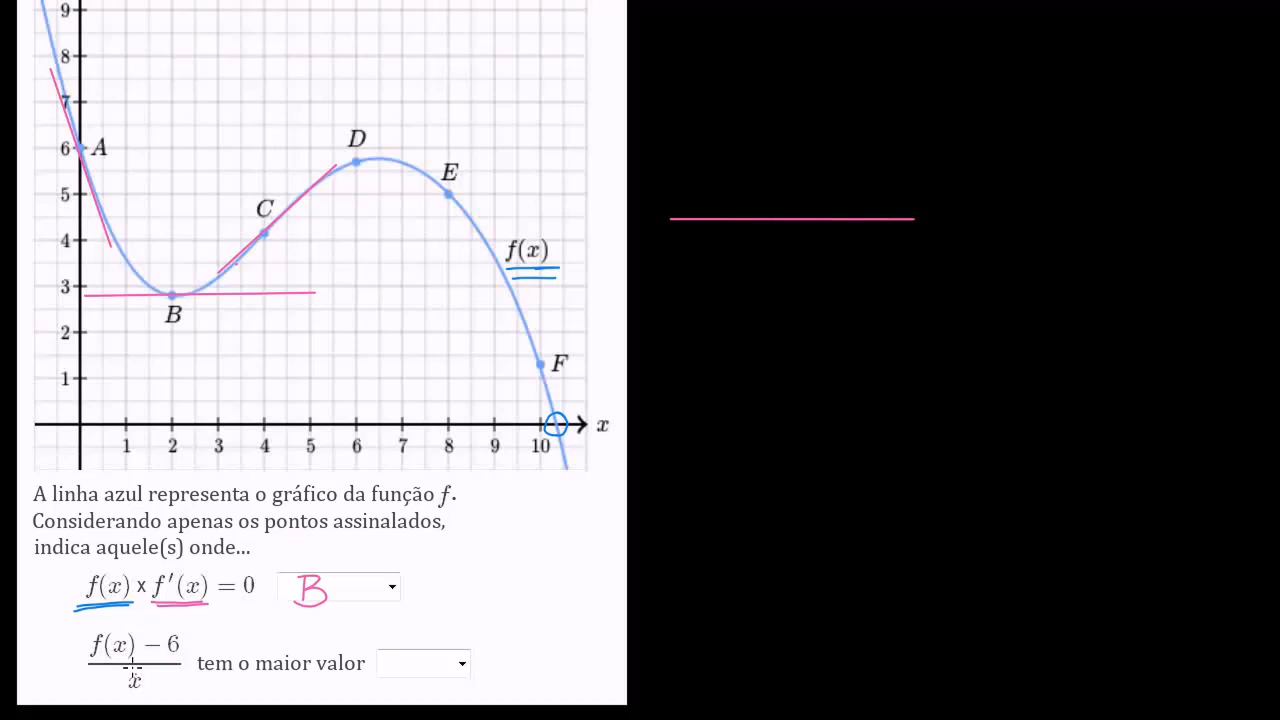 9
8
7
6
5
4
3
2
1
A
B
C
D
E
F
f(x)
x
1 2 3 4 5 6 7 8 9 10
A linha azul representa o gráfico da função f.
Considerando apenas os pontos assinalados,
indica aquele(s) onde...
f(x) x f'(x) = 0 B
f(x) − 6
x
tem o maior valor